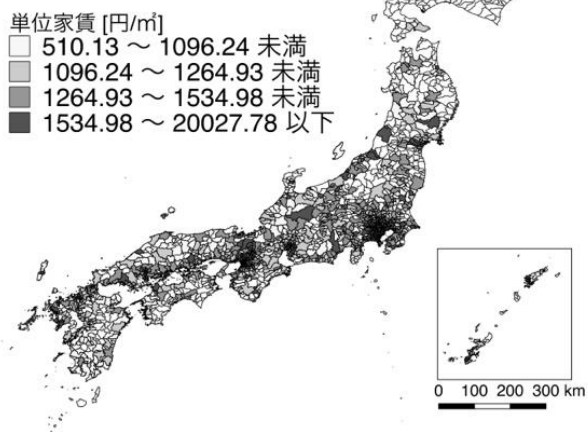 単位家賃 [円/㎡]
510.13 ～ 1096.24 未満
1096.24 ～ 1264.93 未満
1264.93 ～ 1534.98 未満
1534.98 ～ 20027.78 以下
0 100 200 300 km